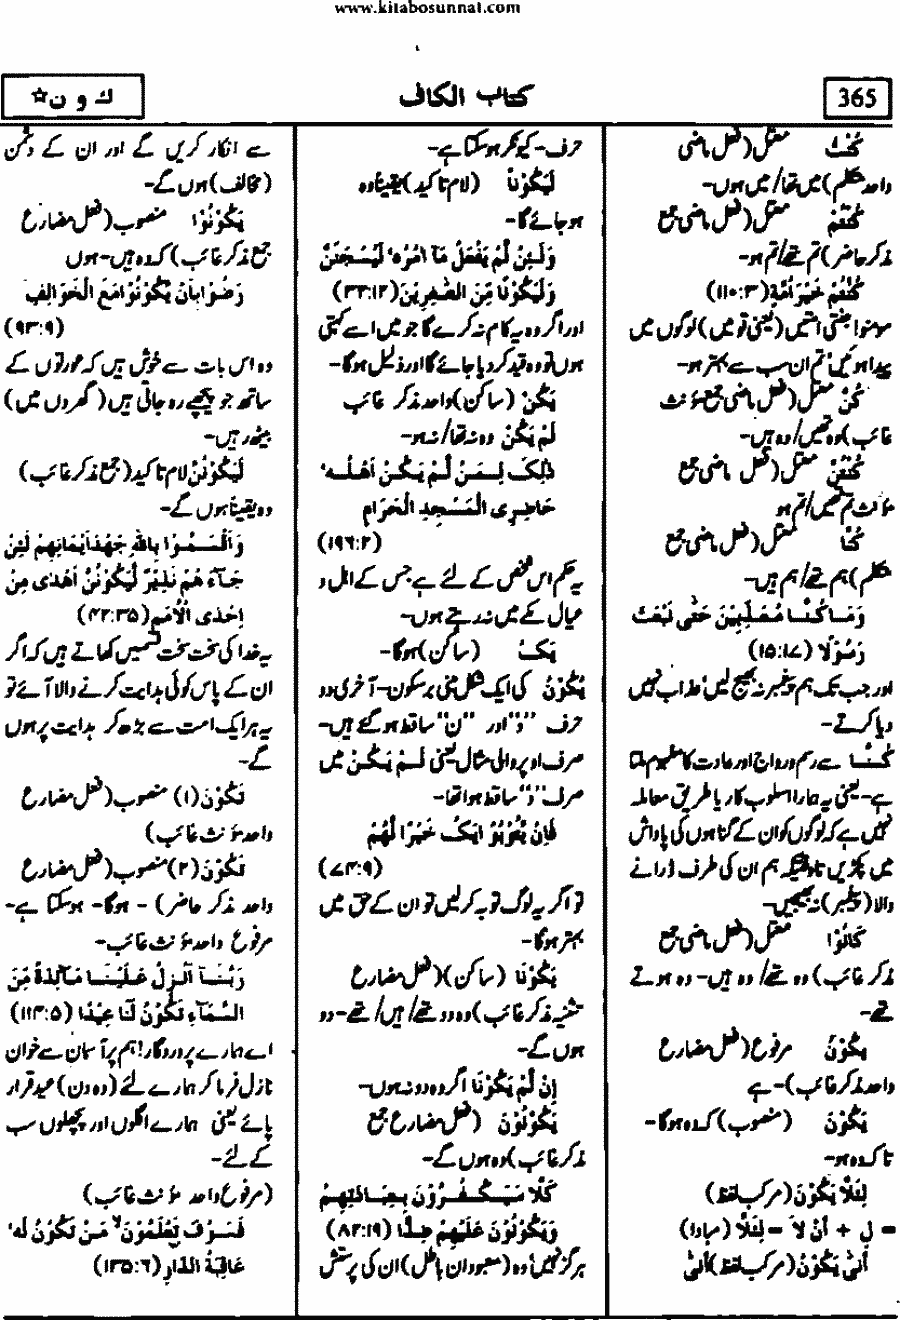 www.kitabosunnat.com
365
کتاب الکاف
ك و ن ☆
كُنْتُ معتل (فعل ماضی
واحد متکلم) میں تھا/ میں ہوں۔
كُنْتُمْ معتل (فعل ماضی جمع
مذکر حاضر) تم تھے/ تم ہو۔
كُنْتُمْ خَيْرَ اُمَّةٍ (۱۱۰:۳)
مومنو! جتنی امتیں (یعنی قومیں) لوگوں میں
پیدا ہوئیں تم ان سب سے بہتر ہو۔
كُنَّ معتل (فعل ماضی جمع مؤنث
غائب) وہ تھیں/ وہ ہیں۔
كُنْتُنَّ معتل (فعل ماضی جمع
مؤنث تم تھیں/ تم ہو
كُنَّا معتل (فعل ماضی جمع
متکلم) ہم تھے/ ہم ہیں۔
وَمَا كُنَّا مُعَذِّبِيْنَ حَتّٰى نَبْعَثَ
رَسُوْلًا (۱۵:۱۷)
اور جب تک ہم پیغمبر نہ بھیج لیں عذاب نہیں
دیا کرتے۔
كُنَّا سے رسم و رواج اور عادت کا مفہوم ملتا
ہے۔ یعنی یہ ہمارا اسلوب کار یا طریق معاملہ
نہیں ہے کہ لوگوں کو ان کے گناہوں کی پاداش
میں پکڑیں تاوقتیکہ ہم ان کی طرف ڈرانے
والا (پیغمبر) نہ بھیجیں۔
كَانُوْا معتل (فعل ماضی جمع
مذکر غائب) وہ تھے/ وہ ہیں۔ وہ ہوتے
تھے۔
يَكُوْنُ مرفوع (فعل مضارع
واحد مذکر غائب)۔ ہے
يَكُوْنَ (منصوب) کہ وہ ہوگا۔
تا کہ وہ ہو۔
لِئَلَّا يَكُوْنَ (مرکب لفظ)
= لِ + اَنْ لَا = لِئَلَّا (مبادا)
اَنّٰى يَكُوْنُ (مرکب لفظ) اَنّٰى
حرف۔ کیونکر ہو سکتا ہے۔
لَيَكُوْنًا (لام تاکید) یقیناً وہ
ہو جائے گا۔
وَلَئِنْ لَّمْ يَفْعَلْ مَآ اٰمُرُهٗ لَيُسْجَنَنَّ
وَلَيَكُوْنًا مِّنَ الصّٰغِرِيْنَ (۳۲:۱۲)
اور اگر وہ یہ کام نہ کرے گا جو میں اسے کہتی
ہوں تو وہ قید کر دیا جائے گا اور ذلیل ہوگا۔
يَكُنْ (ساکن) واحد مذکر غائب
لَمْ يَكُنْ وہ نہ تھا/ نہ ہو۔
ذٰلِكَ لِمَنْ لَّمْ يَكُنْ اَهْلُهٗ
حَاضِرِى الْمَسْجِدِ الْحَرَامِ
(۱۹۶:۲)
یہ حکم اس شخص کے لئے ہے جس کے اہل و
عیال مکے میں نہ رہتے ہوں۔
يَكُ (ساکن) ہوگا۔
يَكُوْنُ کی ایک شکل مبنی بر سکون۔ آخری دو
حرف "و" اور "ن" ساقط ہو گئے ہیں۔
صرف اوپر والی مثال یعنی لَمْ يَكُنْ میں
صرف "و" ساقط ہوا تھا۔
فَاِنْ يَّتُوْبُوْا يَكُ خَيْرًا لَّهُمْ
(۷۴:۹)
تو اگر یہ لوگ توبہ کر لیں تو ان کے حق میں
بہتر ہوگا۔
يَكُوْنَا (ساکن) (فعل مضارع
تثنیہ مذکر غائب) وہ دو تھے/ ہیں/ تھے۔ دو
ہوں گے۔
اِنْ لَّمْ يَكُوْنَا اگر وہ دو نہ ہوں۔
يَكُوْنُوْنَ (فعل مضارع جمع
مذکر غائب) وہ ہوں گے۔
كَلَّا سَيَكْفُرُوْنَ بِعِبَادَتِهِمْ
وَيَكُوْنُوْنَ عَلَيْهِمْ ضِدًّا (۸۲:۱۹)
ہرگز نہیں وہ (معبودان باطل) ان کی پرستش
سے انکار کریں گے اور ان کے دشمن
(مخالف) ہوں گے۔
يَكُوْنُوْا منصوب (فعل مضارع
جمع مذکر غائب) کہ وہ ہیں۔ ہوں
رَضُوْا بِاَنْ يَّكُوْنُوْا مَعَ الْخَوَالِفِ
(۹۳:۹)
وہ اس بات سے خوش ہیں کہ عورتوں کے
ساتھ جو پیچھے رہ جاتی ہیں (گھروں میں)
بیٹھ رہیں۔
لَيَكُوْنُنَّ لام تاکید (جمع مذکر غائب)
وہ یقیناً ہوں گے۔
وَاَقْسَمُوْا بِاللّٰهِ جَهْدَ اَيْمَانِهِمْ لَئِنْ
جَآءَهُمْ نَذِيْرٌ لَّيَكُوْنُنَّ اَهْدٰى مِنْ
اِحْدَى الْاُمَمِ (۴۲:۳۵)
یہ خدا کی سخت سخت قسمیں کھاتے ہیں کہ اگر
ان کے پاس کوئی ہدایت کرنے والا آئے تو
یہ ہر ایک امت سے بڑھ کر ہدایت پر ہوں
گے۔
تَكُوْنَ (۱) منصوب (فعل مضارع
واحد مؤنث غائب)
تَكُوْنَ (۲) منصوب (فعل مضارع
واحد مذکر حاضر)۔ ہوگا۔ ہو سکتا ہے۔
مرفوع واحد مؤنث غائب۔
رَبَّنَآ اَنْزِلْ عَلَيْنَا مَآئِدَةً مِّنَ
السَّمَآءِ تَكُوْنُ لَنَا عِيْدًا (۱۱۴:۵)
اے ہمارے پروردگار! ہم پر آسمان سے خوان
نازل فرما کہ ہمارے لئے (وہ دن) عید قرار
پائے یعنی ہمارے اگلوں اور پچھلوں سب
کے لئے۔
(مرفوع واحد مؤنث غائب)
فَسَوْفَ تَعْلَمُوْنَ مَنْ تَكُوْنُ لَهٗ
عَاقِبَةُ الدَّارِ (۱۳۵:۶)